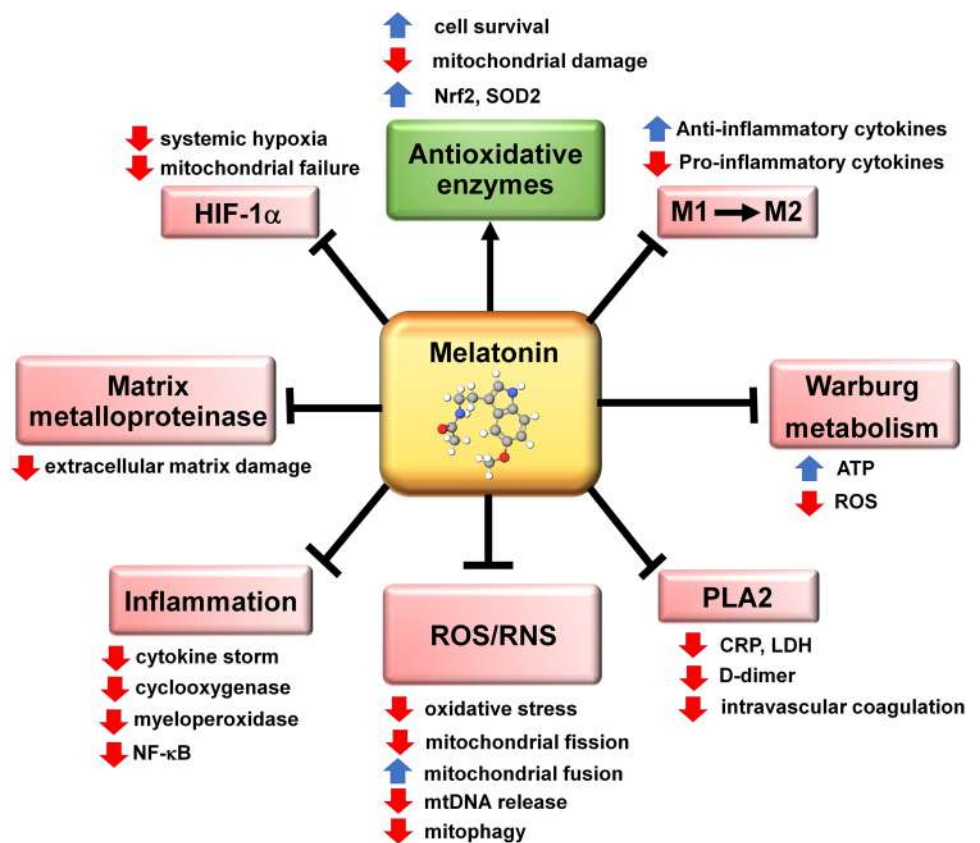 cell survival
mitochondrial damage
Nrf2, SOD2
Antioxidative
enzymes
systemic hypoxia
mitochondrial failure
HIF-1α
Anti-inflammatory cytokines
Pro-inflammatory cytokines
M1 M2
Melatonin
Matrix
metalloproteinase
extracellular matrix damage
Warburg
metabolism
ATP
ROS
Inflammation
cytokine storm
cyclooxygenase
myeloperoxidase
NF-κB
ROS/RNS
oxidative stress
mitochondrial fission
mitochondrial fusion
mtDNA release
mitophagy
PLA2
CRP, LDH
D-dimer
intravascular coagulation